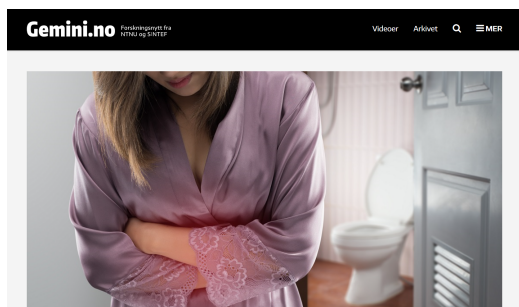 Gemini.no
Forskningsnytt fra
NTNU og SINTEF
Videoer
Arkivet
MER